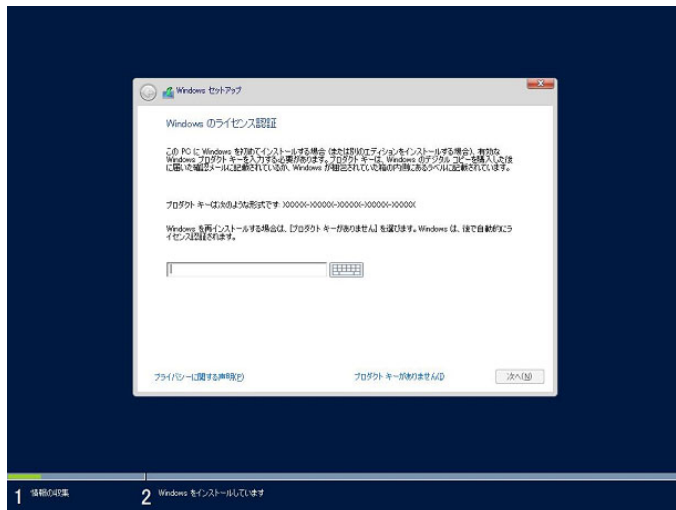 Windows セットアップ
Windows のライセンス認証
この PC に Windows を初めてインストールする場合 (または別のエディションをインストールする場合)、有効な
Windows プロダクト キーを入力する必要があります。プロダクト キーは、Windows のデジタル コピーを購入した後
に届いた確認メールに記載されているか、Windows が梱包されていた箱の内側にあるラベルに記載されています。
プロダクト キーは次のような形式です: XXXXX-XXXXX-XXXXX-XXXXX-XXXXX
Windows を再インストールする場合は、[プロダクト キーがありません] を選びます。Windows は、後で自動的にラ
イセンス認証されます。
プライバシーに関する声明(P)
プロダクト キーがありません(I)
次へ(N)
1 情報の収集
2 Windows をインストールしています